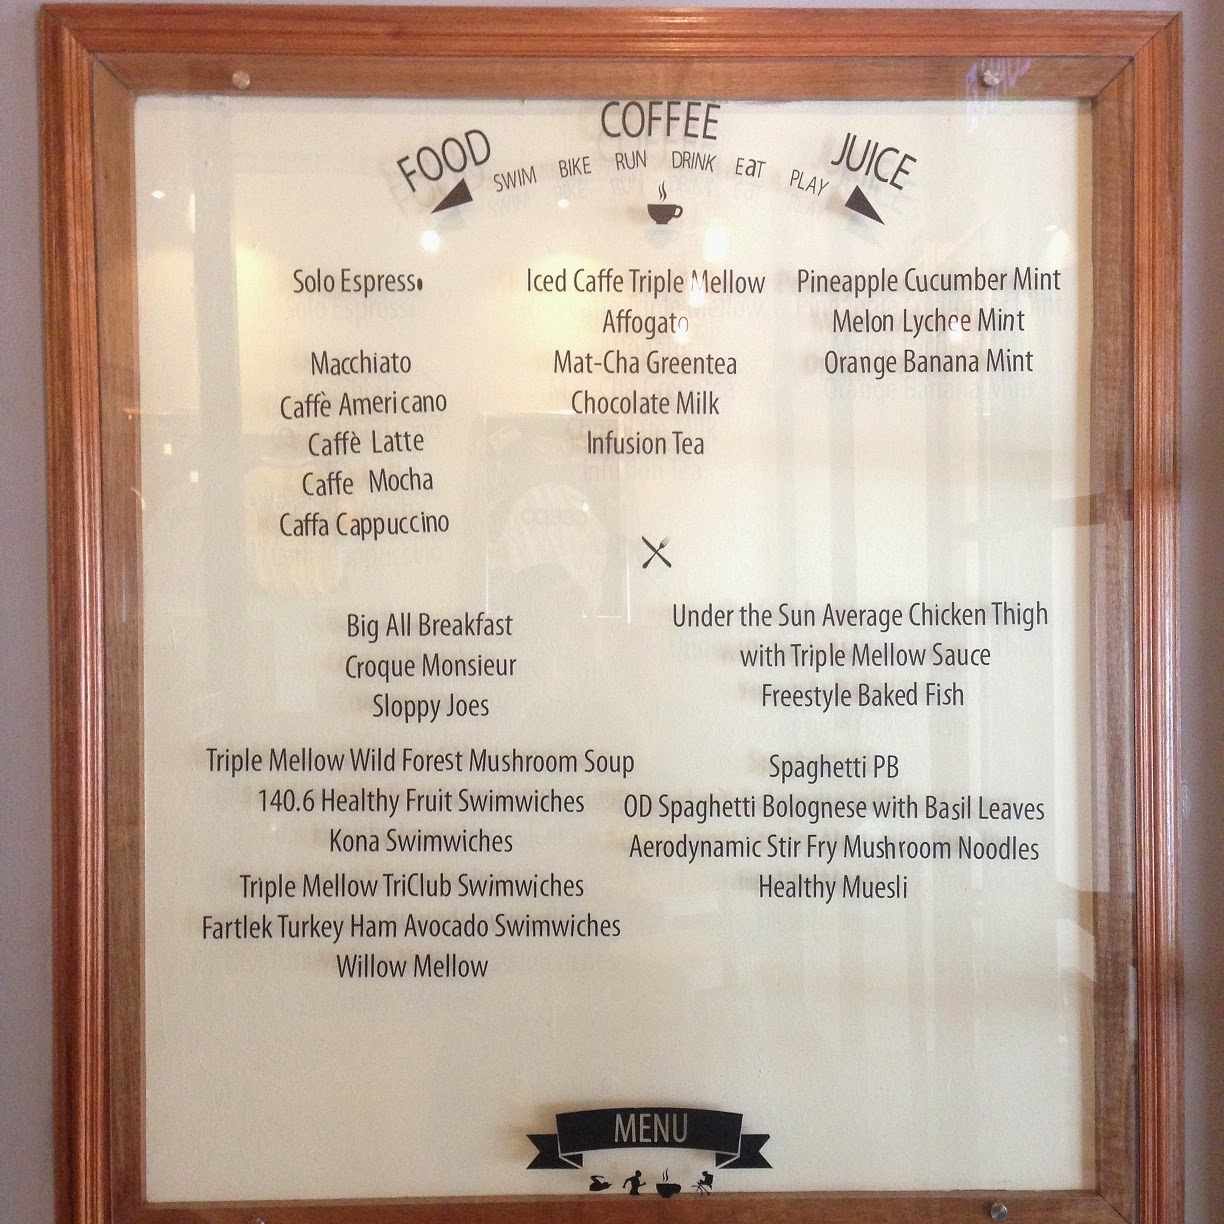 COFFEE
FOOD
JUICE
SWIM BIKE RUN DRINK EaT PLAY
Solo Espresso
Macchiato
Caffè Americano
Caffè Latte
Caffe Mocha
Caffa Cappuccino
Iced Caffe Triple Mellow
Affogato
Mat-Cha Greentea
Chocolate Milk
Infusion Tea
Pineapple Cucumber Mint
Melon Lychee Mint
Orange Banana Mint
Big All Breakfast
Croque Monsieur
Sloppy Joes
Triple Mellow Wild Forest Mushroom Soup
140.6 Healthy Fruit Swimwiches
Kona Swimwiches
Triple Mellow TriClub Swimwiches
Fartlek Turkey Ham Avocado Swimwiches
Willow Mellow
Under the Sun Average Chicken Thigh
with Triple Mellow Sauce
Freestyle Baked Fish
Spaghetti PB
OD Spaghetti Bolognese with Basil Leaves
Aerodynamic Stir Fry Mushroom Noodles
Healthy Muesli
MENU